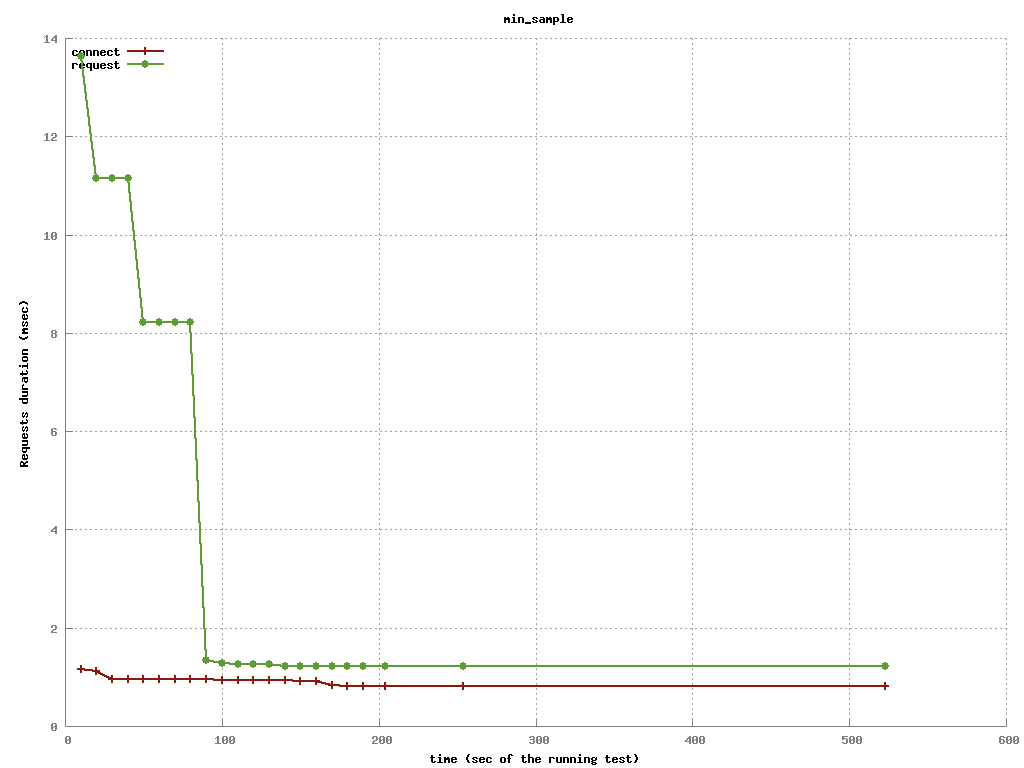 min_sample
14
connect
request
12
10
8
6
4
2
0
Requests duration (msec)
0 100 200 300 400 500 600
time (sec of the running test)